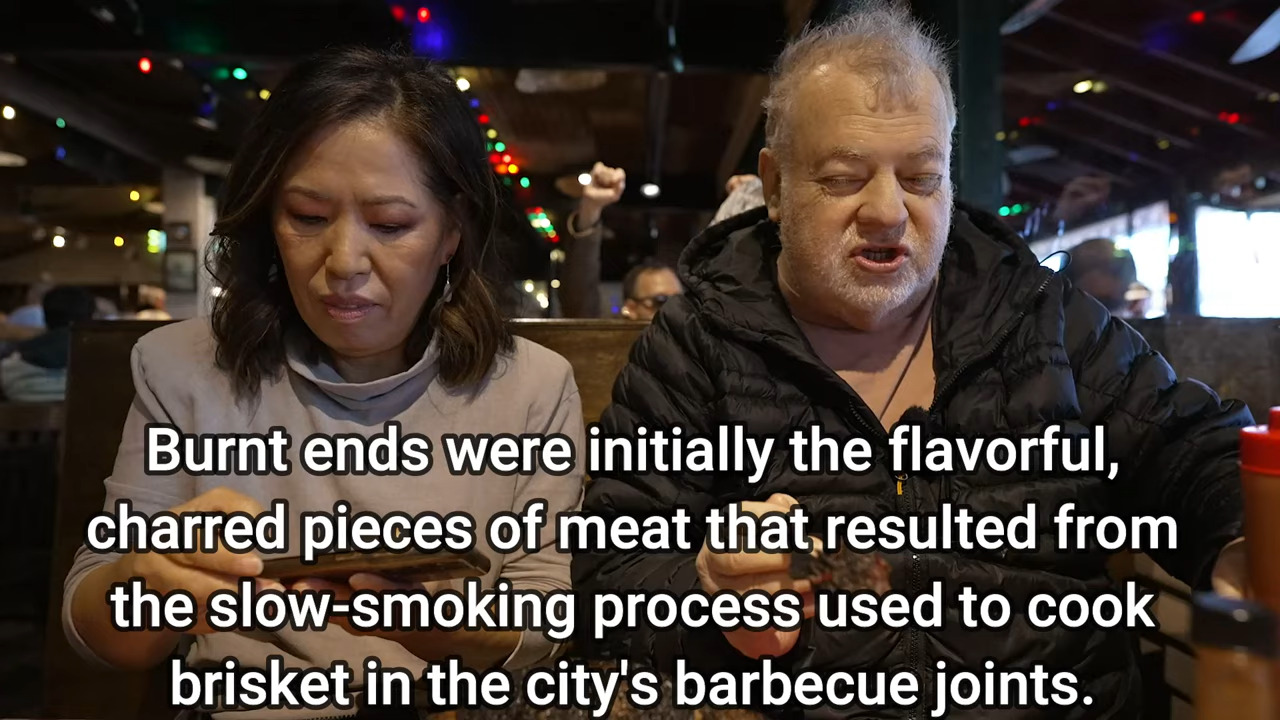 Burnt ends were initially the flavorful,
charred pieces of meat that resulted from
the slow-smoking process used to cook
brisket in the city's barbecue joints.